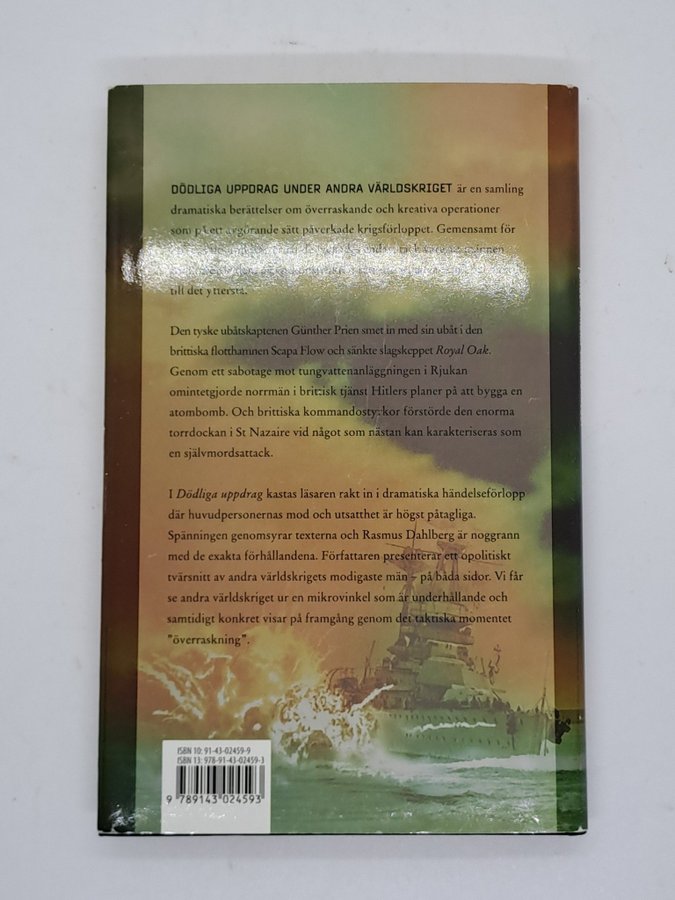 DÖDLIGA UPPDRAG UNDER ANDRA VÄRLDSKRIGET är en samling
dramatiska berättelser om överraskande och kreativa operationer
som på ett avgörande sätt påverkade krigsförloppet. Gemensamt för
männen
till det yttersta.
Den tyske ubåtskaptenen Günther Prien smet in med sin ubåt i den
brittiska flotthamnen Scapa Flow och sänkte slagskeppet Royal Oak.
Genom ett sabotage mot tungvattenanläggningen i Rjukan
omintetgjorde norrmän i brittisk tjänst Hitlers planer på att bygga en
atombomb. Och brittiska kommandostyrkor förstörde den enorma
torrdockan i St Nazaire vid något som nästan kan karakteriseras som
en självmordsattack.
I Dödliga uppdrag kastas läsaren rakt in i dramatiska händelseförlopp
där huvudpersonernas mod och utsatthet är högst påtagliga.
Spänningen genomsyrar texterna och Rasmus Dahlberg är noggrann
med de exakta förhållandena. Författaren presenterar ett opolitiskt
tvärsnitt av andra världskrigets modigaste män – på båda sidor. Vi får
se andra världskriget ur en mikrovinkel som är underhållande och
samtidigt konkret visar på framgång genom det taktiska momentet
"överraskning".
ISBN 10: 91-43-02459-9
ISBN 13: 978-91-43-02459-3
9 789143 024593